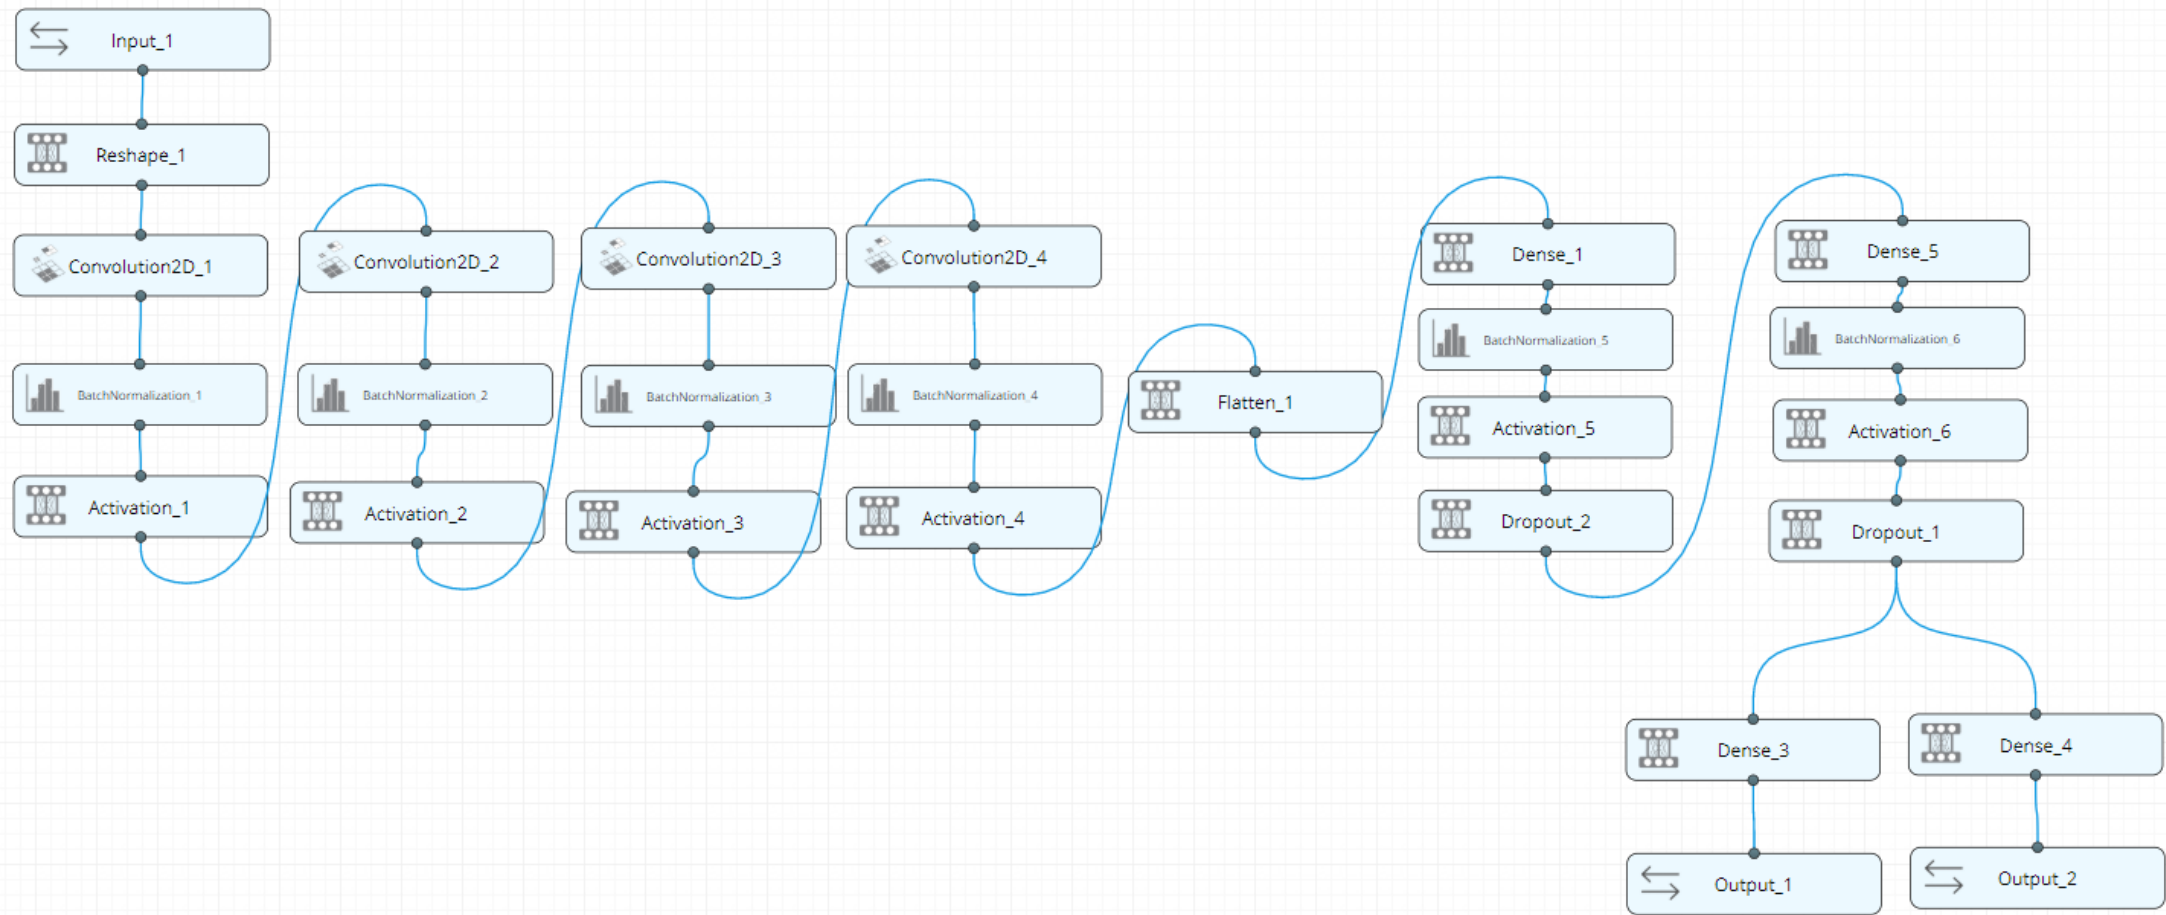 Input_1
Reshape_1
Convolution2D_1
BatchNormalization_1
Activation_1
Convolution2D_2
BatchNormalization_2
Activation_2
Convolution2D_3
BatchNormalization_3
Activation_3
Convolution2D_4
BatchNormalization_4
Activation_4
Flatten_1
Dense_1
BatchNormalization_5
Activation_5
Dropout_2
Dense_5
BatchNormalization_6
Activation_6
Dropout_1
Dense_3
Output_1
Dense_4
Output_2